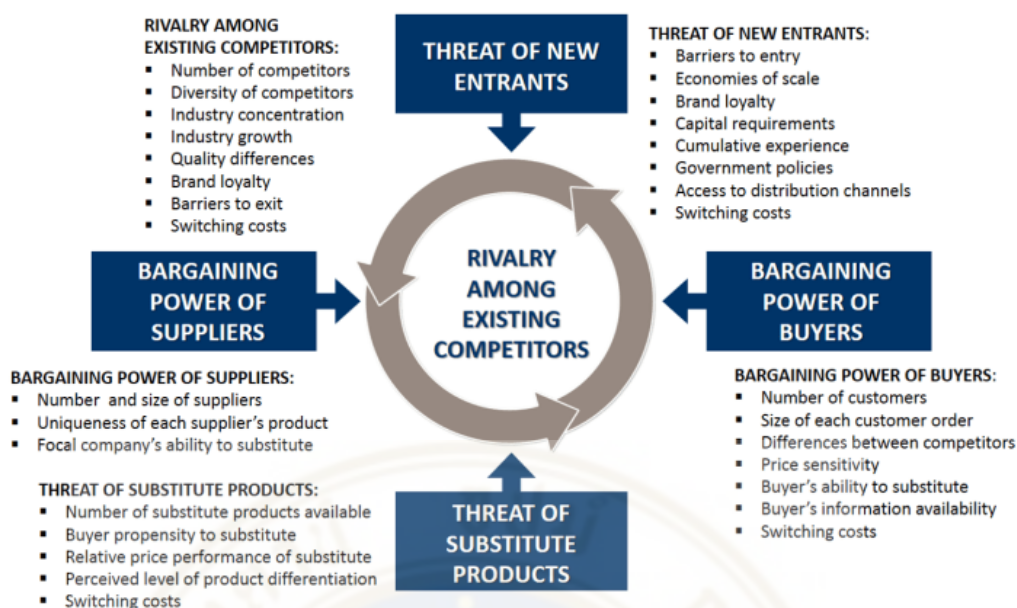 RIVALRY AMONG
EXISTING COMPETITORS:
▪ Number of competitors
▪ Diversity of competitors
▪ Industry concentration
▪ Industry growth
▪ Quality differences
▪ Brand loyalty
▪ Barriers to exit
▪ Switching costs
THREAT OF NEW
ENTRANTS
THREAT OF NEW ENTRANTS:
▪ Barriers to entry
▪ Economies of scale
▪ Brand loyalty
▪ Capital requirements
▪ Cumulative experience
▪ Government policies
▪ Access to distribution channels
▪ Switching costs
BARGAINING
POWER OF
SUPPLIERS
RIVALRY
AMONG
EXISTING
COMPETITORS
BARGAINING
POWER OF
BUYERS
BARGAINING POWER OF SUPPLIERS:
▪ Number and size of suppliers
▪ Uniqueness of each supplier's product
▪ Focal company's ability to substitute
BARGAINING POWER OF BUYERS:
▪ Number of customers
▪ Size of each customer order
▪ Differences between competitors
▪ Price sensitivity
▪ Buyer's ability to substitute
▪ Buyer's information availability
▪ Switching costs
THREAT OF SUBSTITUTE PRODUCTS:
▪ Number of substitute products available
▪ Buyer propensity to substitute
▪ Relative price performance of substitute
▪ Perceived level of product differentiation
▪ Switching costs
THREAT OF
SUBSTITUTE
PRODUCTS